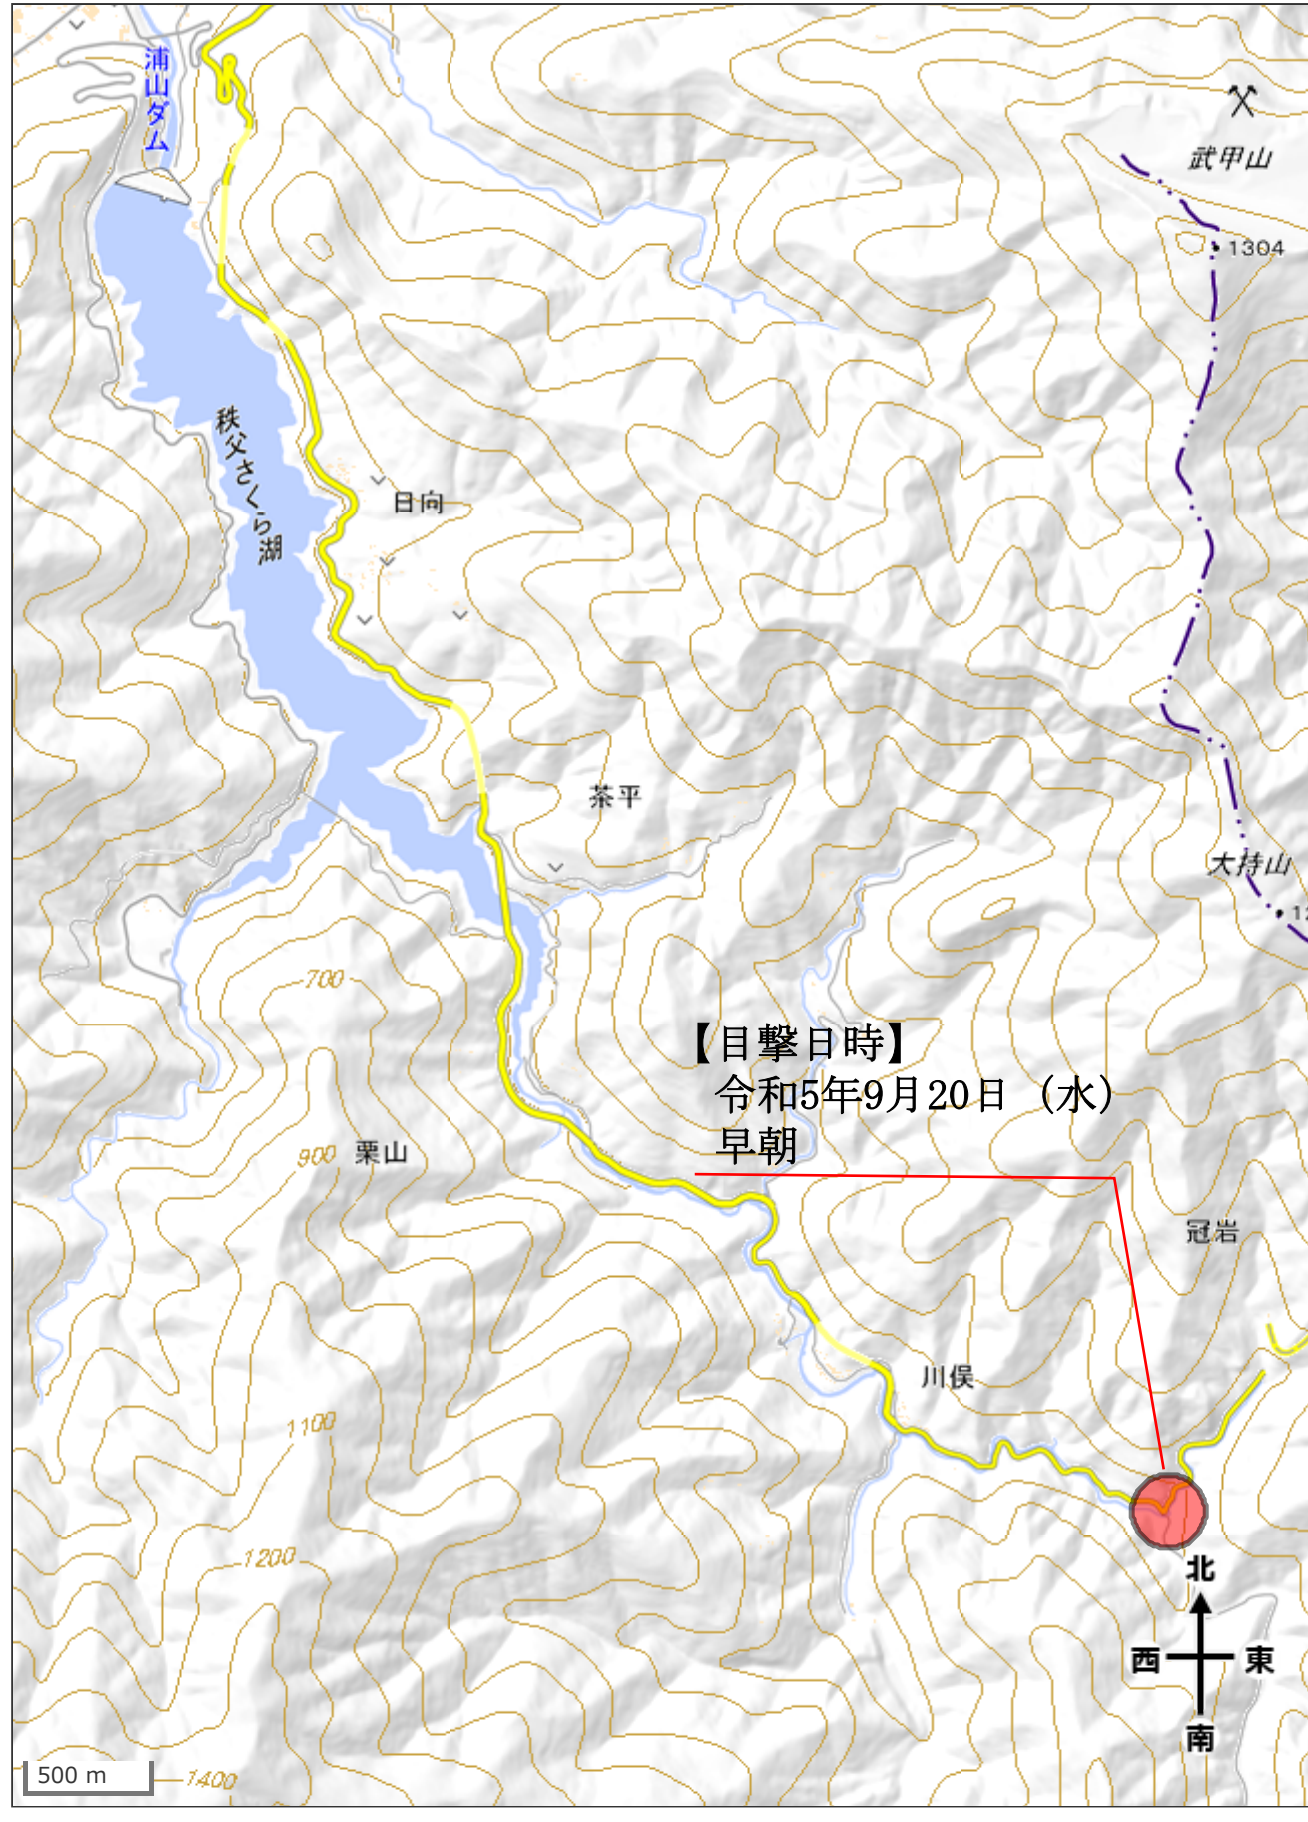 浦山ダム
武甲山
1304
秩父さくら湖
日向
茶平
大持山
700
【目撃日時】
令和5年9月20日（水）
早朝
900
栗山
冠岩
川俣
1100
1200
北
西
東
南
500 m
1400